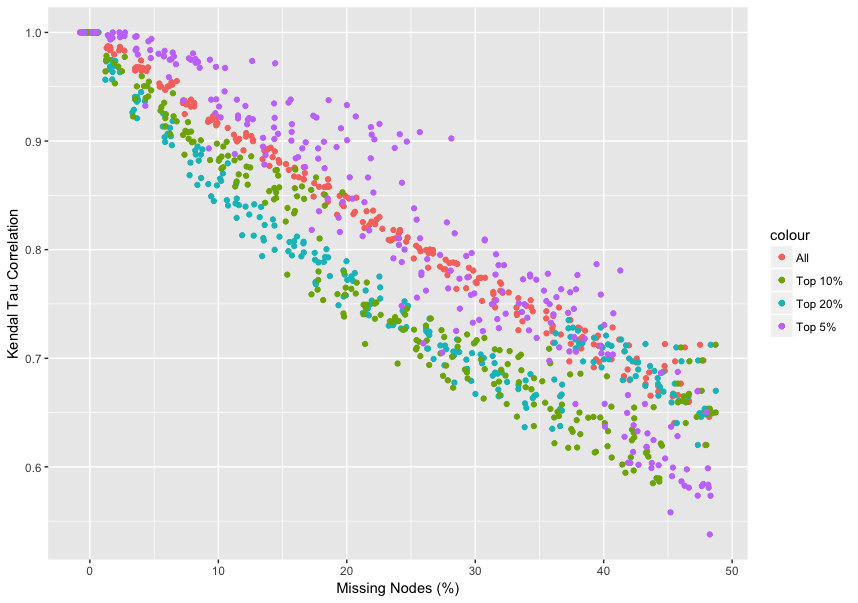 1.0
0.9
0.8
0.7
0.6
Kendal Tau Correlation
0
10
20
30
40
50
Missing Nodes (%)
colour
All
Top 10%
Top 20%
Top 5%